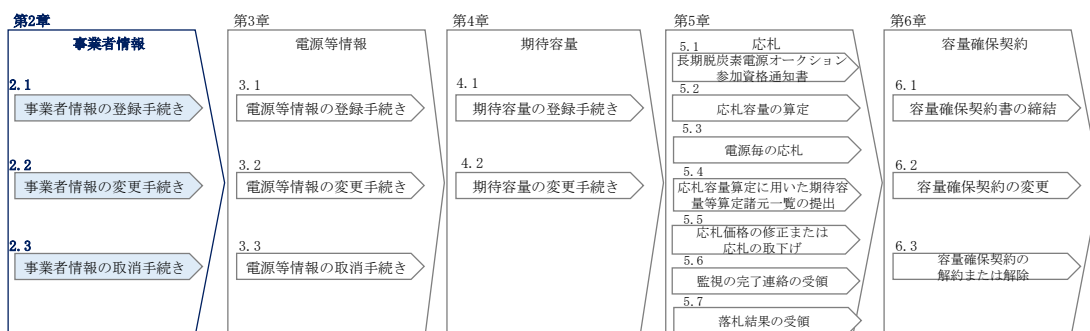 第2章
事業者情報
2.1
事業者情報の登録手続き
2.2
事業者情報の変更手続き
2.3
事業者情報の取消手続き
第3章
電源等情報
3.1
電源等情報の登録手続き
3.2
電源等情報の変更手続き
3.3
電源等情報の取消手続き
第4章
期待容量
4.1
期待容量の登録手続き
4.2
期待容量の変更手続き
第5章
応札
5.1
長期脱炭素電源オークション
参加資格通知書
5.2
応札容量の算定
5.3
電源毎の応札
5.4
応札容量算定に用いた期待容
量等算定諸元一覧の提出
5.5
応札価格の修正または
応札の取下げ
5.6
監視の完了連絡の受領
5.7
落札結果の受領
第6章
容量確保契約
6.1
容量確保契約書の締結
6.2
容量確保契約の変更
6.3
容量確保契約の
解約または解除